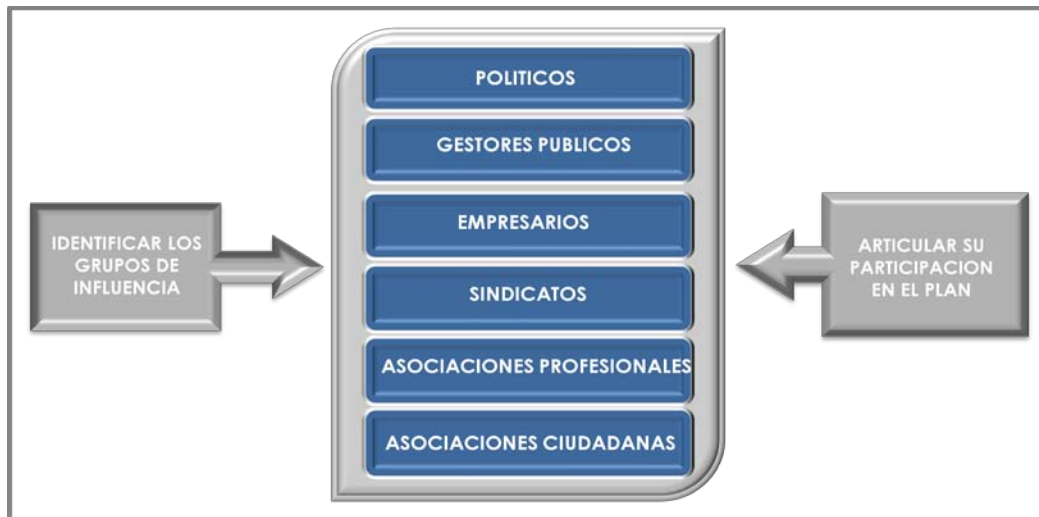 POLITICOS
GESTORES PUBLICOS
EMPRESARIOS
SINDICATOS
ASOCIACIONES PROFESIONALES
ASOCIACIONES CIUDADANAS
IDENTIFICAR LOS
GRUPOS DE
INFLUENCIA
ARTICULAR SU
PARTICIPACION
EN EL PLAN